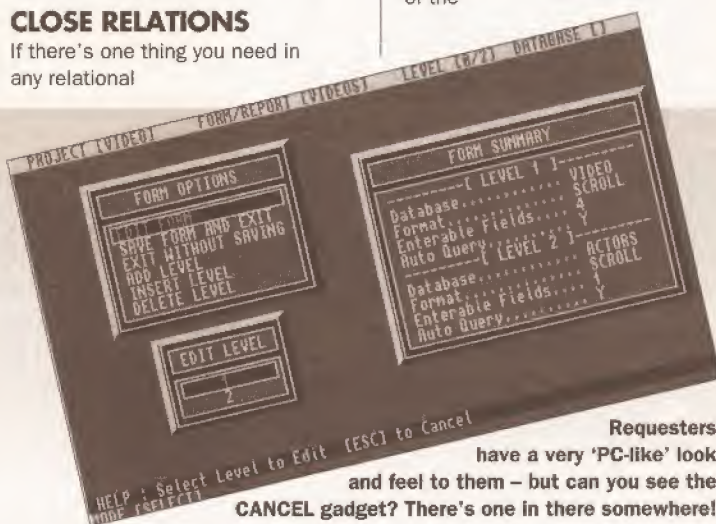 of the
CLOSE RELATIONS
If there's one thing you need in
any relational
PROJECT [VIDEO] FORM/REPORT [VIDEOS] LEVEL [0/2] DATABASE []
FORM OPTIONS
EDIT FORM
SAVE FORM AND EXIT
EXIT WITHOUT SAVING
ADD LEVEL
INSERT LEVEL
DELETE LEVEL
EDIT LEVEL
1
2
FORM SUMMARY
----------[ LEVEL 1 ]----------
Database............. VIDEO
Format............... SCROLL
Enterable Fields.... 4
Auto Query........... Y
----------[ LEVEL 2 ]----------
Database............. ACTORS
Format............... SCROLL
Enterable Fields.... 1
Auto Query........... Y
HELP : Select Level to Edit [ESC] to Cancel
MODE [SELECT]
Requesters
have a very 'PC-like' look
and feel to them – but can you see the
CANCEL gadget? There's one in there somewhere!